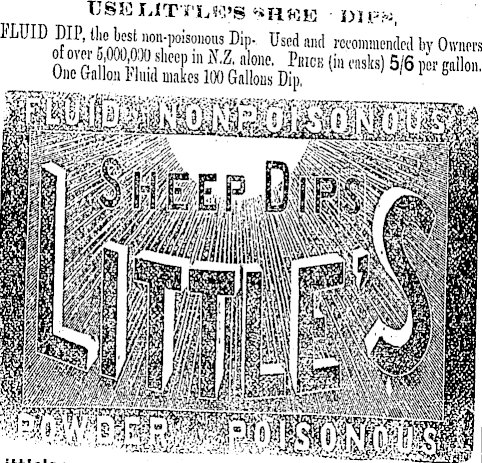 USE LITTLE'S SHEEP DIPS,
FLUID DIP, the best non-poisonous Dip. Used and recommended by Owners
of over 5,000,000 sheep in N.Z. alone. PRICE (in casks) 5/6 per gallon.
One Gallon Fluid makes 100 Gallons Dip.
FLUID NONPOISONOUS
SHEEP DIPS
LITTLE'S
POWDER POISONOUS